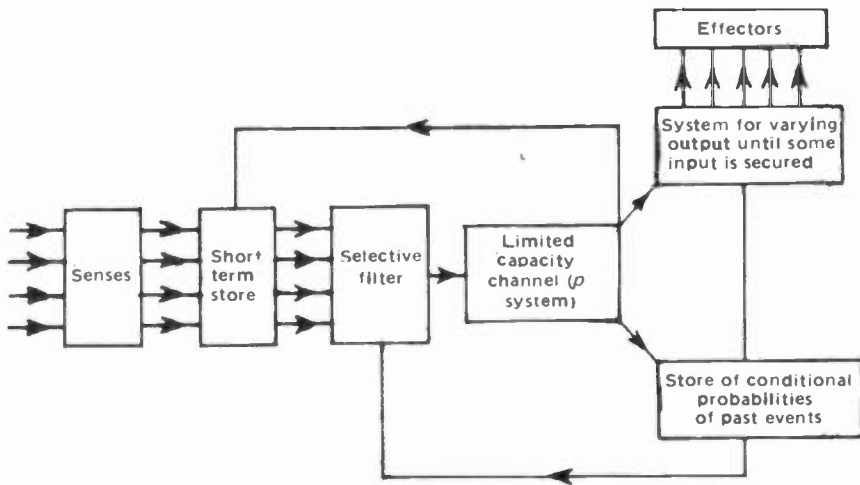 Effectors
System for varying
output until some
input is secured
Senses
Short
term
store
Selective
filter
Limited
capacity
channel (p
system)
Store of conditional
probabilities
of past events